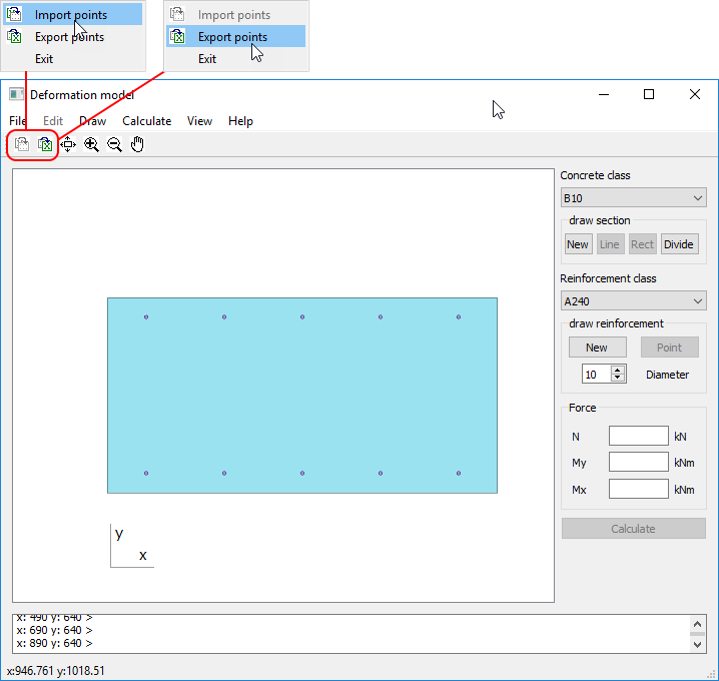 Import points
Export points
Exit
Import points
Export points
Exit
Deformation model
File Edit Draw Calculate View Help
Concrete class
B10
draw section
New Line Rect Divide
Reinforcement class
A240
draw reinforcement
New Point
10 Diameter
Force
N kN
My kNm
Mx kNm
Calculate
y
x
x: 490 y: 640 >
x: 690 y: 640 >
x: 890 y: 640 >
x:946.761 y:1018.51